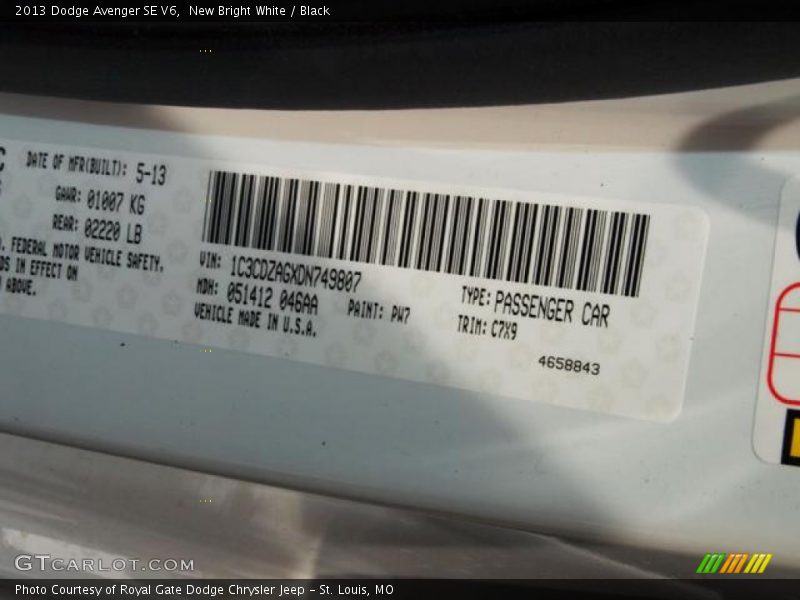 2013 Dodge Avenger SE V6,  New Bright White / Black
DATE OF MFR(BUILT): 5-13
GAWR: 01007 KG
REAR: 02220 LB
FEDERAL MOTOR VEHICLE SAFETY.
IN EFFECT ON
ABOVE.
VIN: 1C3CDZAGXDN749807
MDH: 051412 046AA
PAINT: PW7
VEHICLE MADE IN U.S.A.
TYPE: PASSENGER CAR
TRIM: C7X9
4658843
GTCARLOT.COM
Photo Courtesy of Royal Gate Dodge Chrysler Jeep - St. Louis, MO